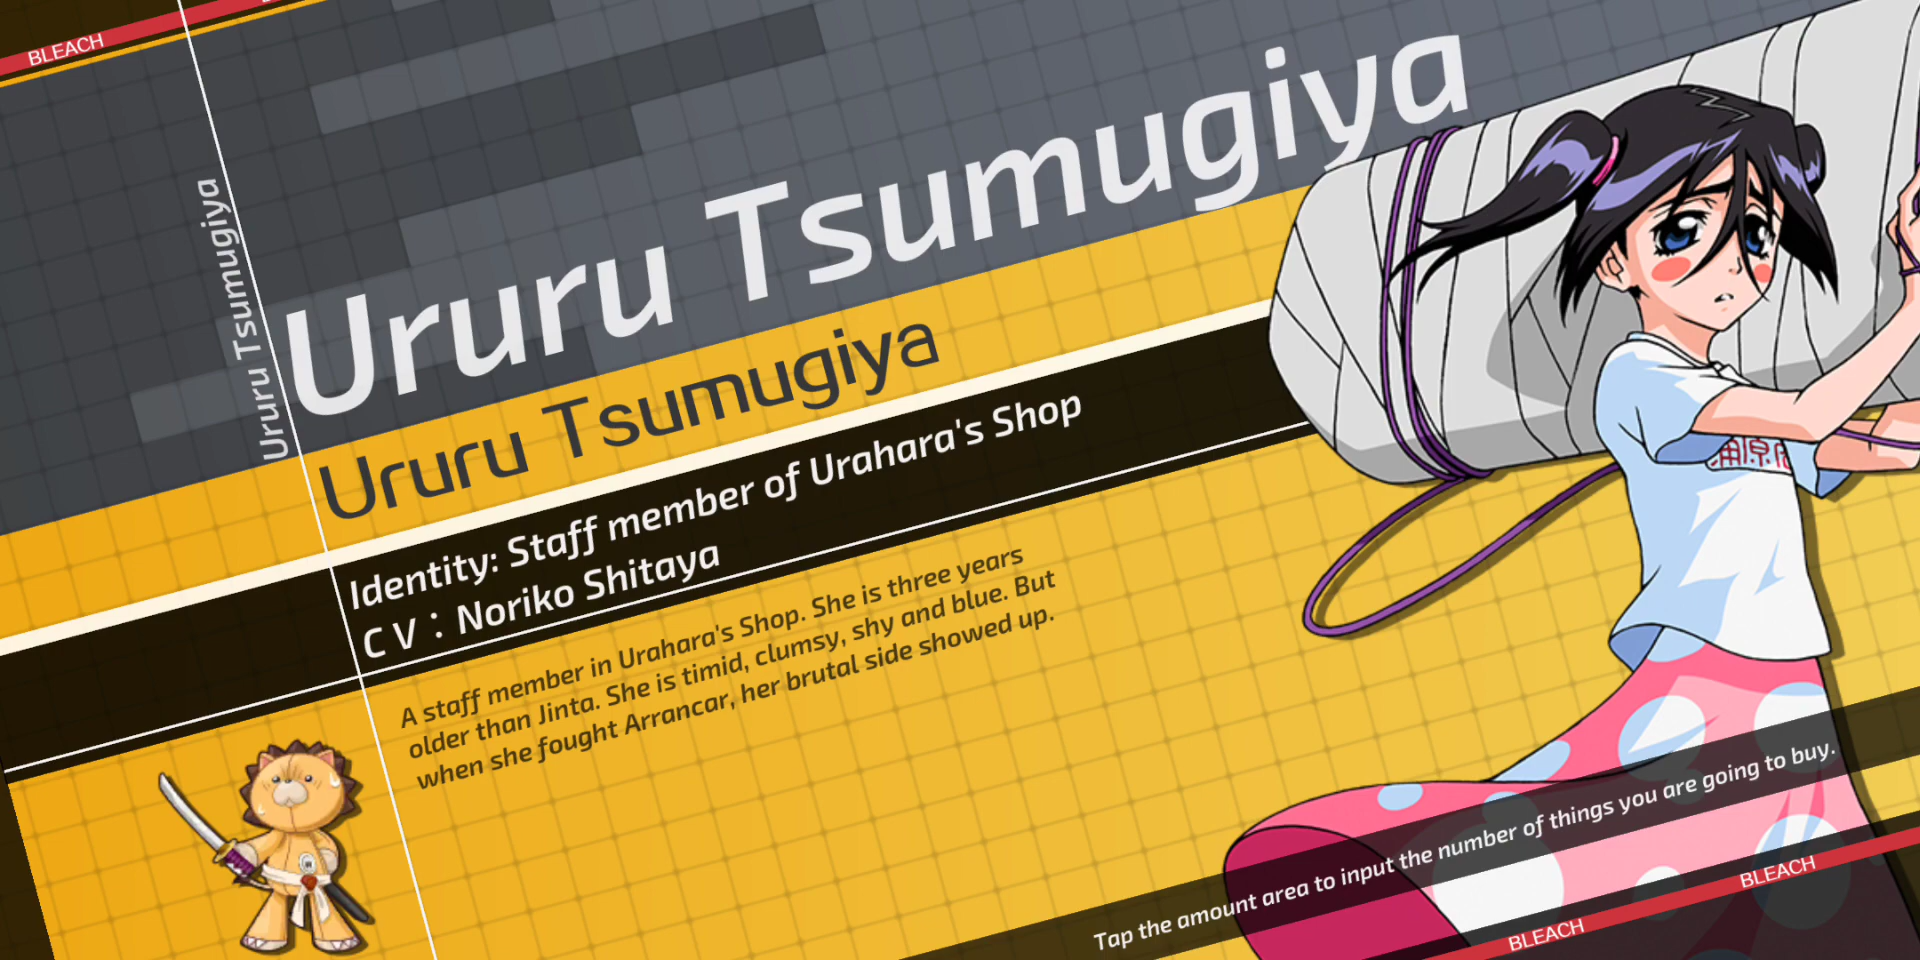 BLEACH
Ururu Tsumugiya
Ururu Tsumugiya
Ururu Tsumugiya
Identity: Staff member of Urahara's Shop
CV：Noriko Shitaya
A staff member in Urahara's Shop. She is three years
older than Jinta. She is timid, clumsy, shy and blue. But
when she fought Arrancar, her brutal side showed up.
浦原
Tap the amount area to input the number of things you are going to buy.
BLEACH
BLEACH